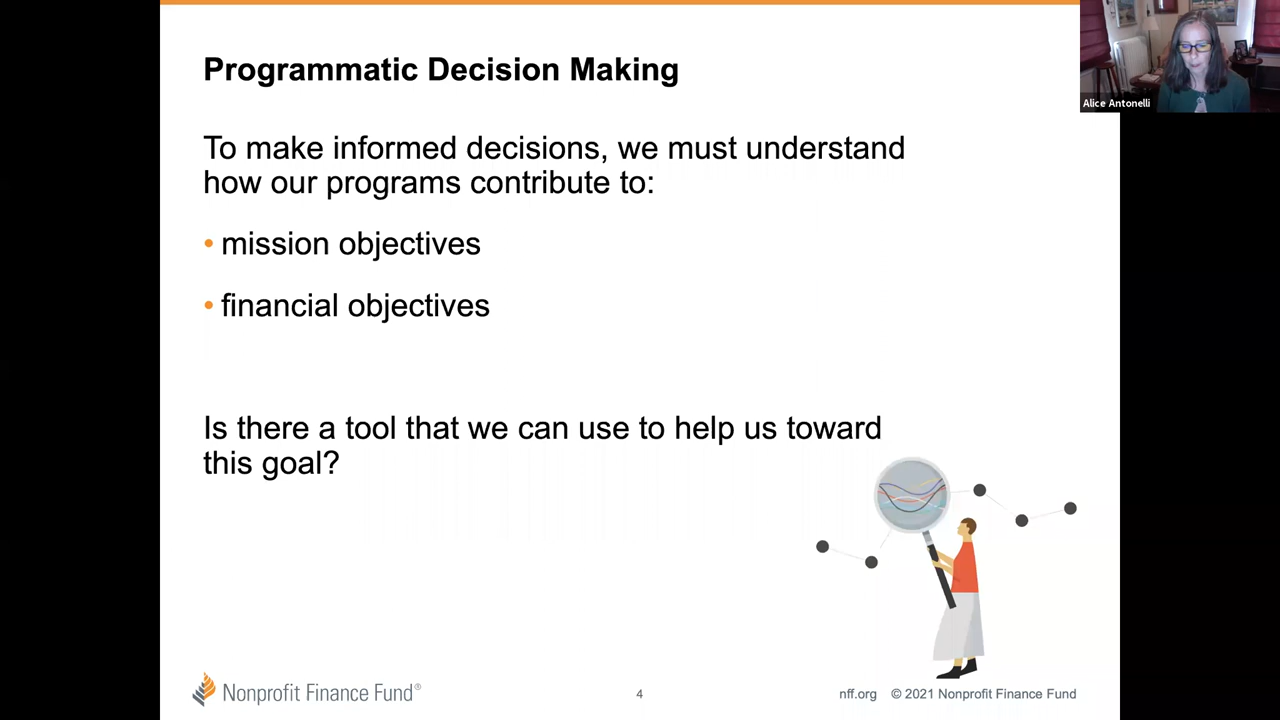 Programmatic Decision Making
To make informed decisions, we must understand
how our programs contribute to:
• mission objectives
• financial objectives
Is there a tool that we can use to help us toward
this goal?
Nonprofit Finance Fund®
4
nff.org © 2021 Nonprofit Finance Fund
Alice Antonelli